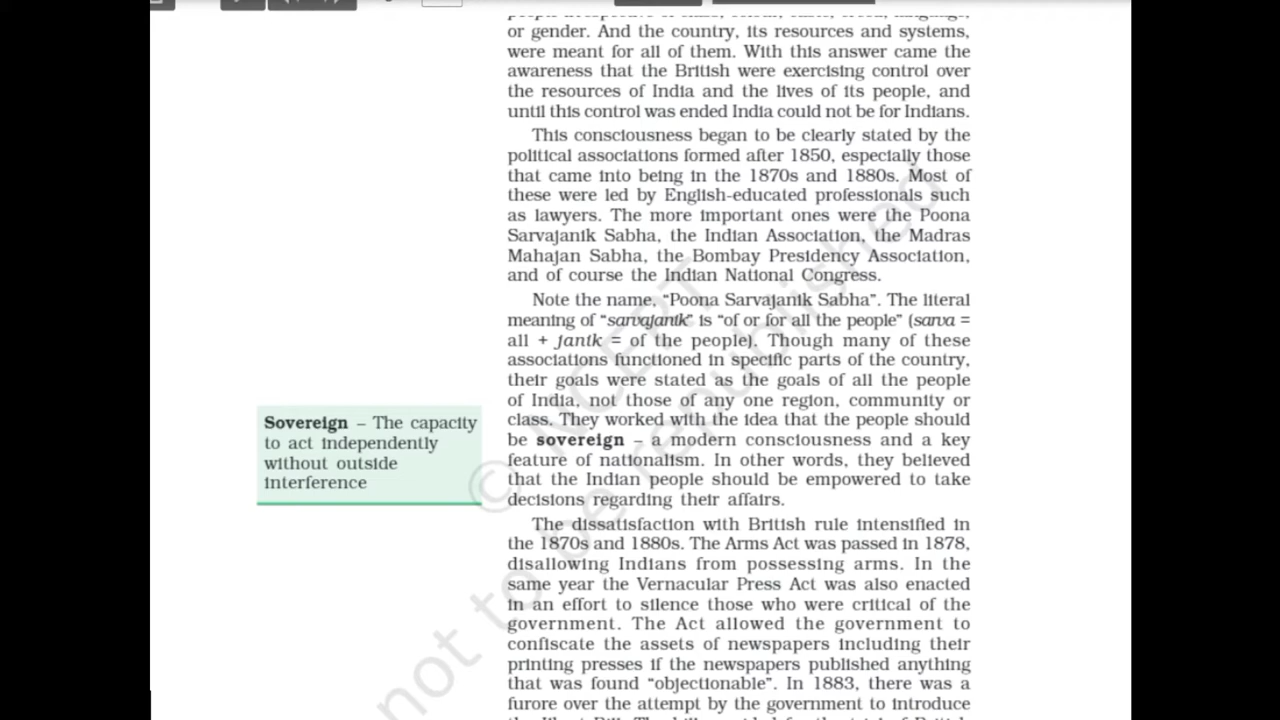 or gender. And the country, its resources and systems,
were meant for all of them. With this answer came the
awareness that the British were exercising control over
the resources of India and the lives of its people, and
until this control was ended India could not be for Indians.
This consciousness began to be clearly stated by the
political associations formed after 1850, especially those
that came into being in the 1870s and 1880s. Most of
these were led by English-educated professionals such
as lawyers. The more important ones were the Poona
Sarvajanik Sabha, the Indian Association, the Madras
Mahajan Sabha, the Bombay Presidency Association,
and of course the Indian National Congress.
Note the name, “Poona Sarvajanik Sabha”. The literal
meaning of “sarvajanik” is “of or for all the people” (sarva =
all + janik = of the people). Though many of these
associations functioned in specific parts of the country,
their goals were stated as the goals of all the people
of India, not those of any one region, community or
class. They worked with the idea that the people should
be sovereign – a modern consciousness and a key
feature of nationalism. In other words, they believed
that the Indian people should be empowered to take
decisions regarding their affairs.
Sovereign – The capacity
to act independently
without outside
interference
The dissatisfaction with British rule intensified in
the 1870s and 1880s. The Arms Act was passed in 1878,
disallowing Indians from possessing arms. In the
same year the Vernacular Press Act was also enacted
in an effort to silence those who were critical of the
government. The Act allowed the government to
confiscate the assets of newspapers including their
printing presses if the newspapers published anything
that was found “objectionable”. In 1883, there was a
furore over the attempt by the government to introduce
© NCERT
not to be republished